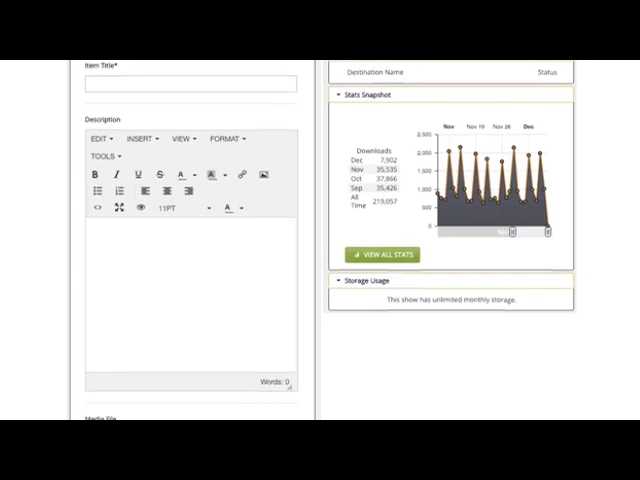 Item Title*
Description
EDIT INSERT VIEW FORMAT
TOOLS
B I U S A A
11PT A
Words: 0
Media File
Destination Name Status
Stats Snapshot
Downloads
Dec 7,902
Nov 35,535
Oct 37,866
Sep 35,426
All Time 219,057
Nov Nov 19 Nov 26 Dec
2,500
2,000
1,500
1,000
500
0
VIEW ALL STATS
Storage Usage
This show has unlimited monthly storage.